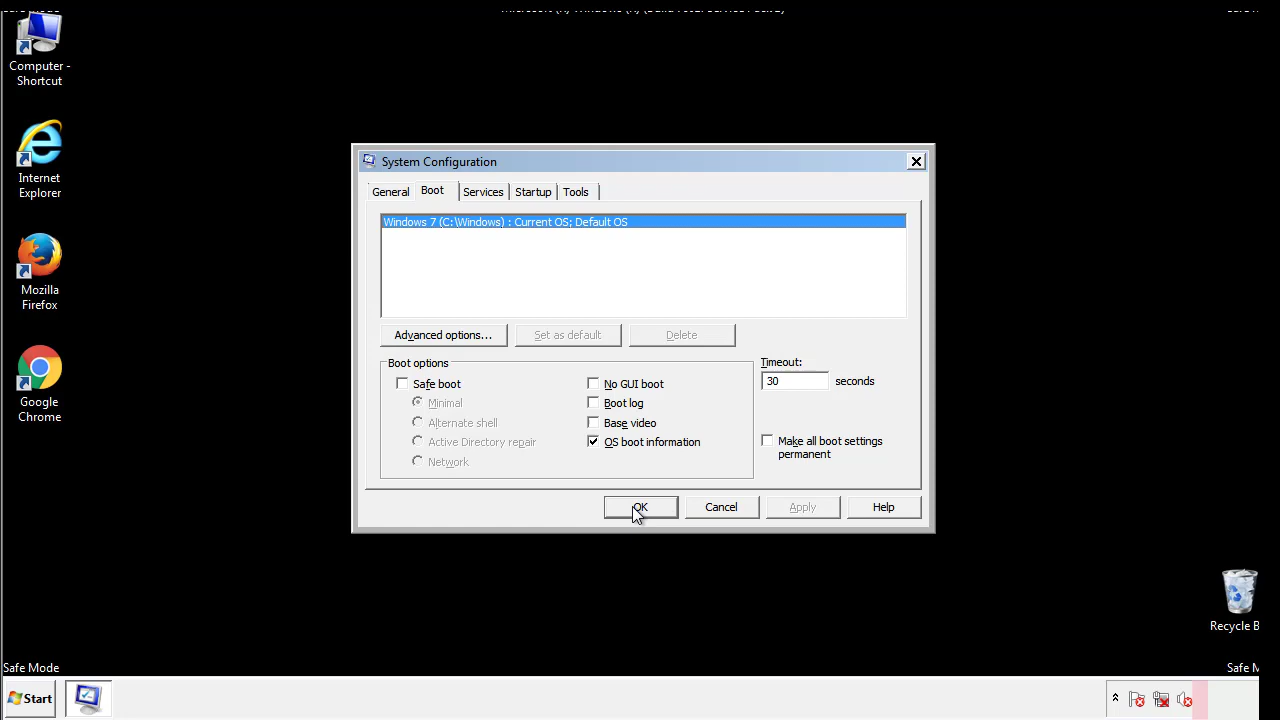 Computer -
Shortcut
Internet
Explorer
Mozilla
Firefox
Google
Chrome
System Configuration
General Boot Services Startup Tools
Windows 7 (C:\Windows) : Current OS; Default OS
Advanced options... Set as default Delete
Boot options
Safe boot
Minimal
Alternate shell
Active Directory repair
Network
No GUI boot
Boot log
Base video
OS boot information
Timeout:
30 seconds
Make all boot settings
permanent
OK Cancel Apply Help
Recycle B
Safe Mode
Safe M
Start